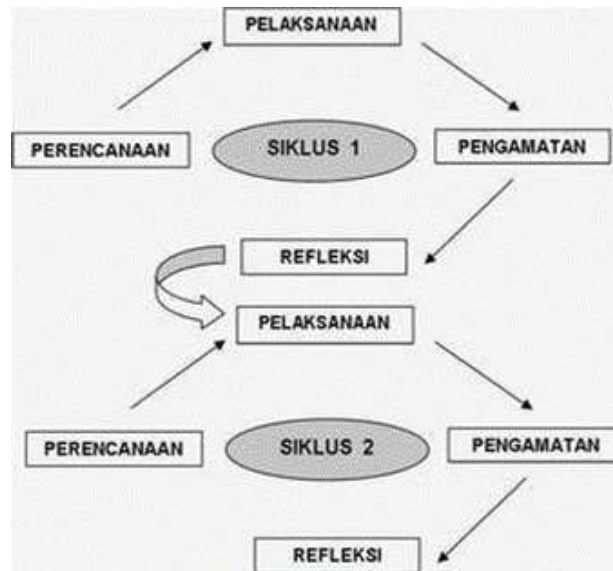 PELAKSANAAN
PERENCANAAN
SIKLUS 1
PENGAMATAN
REFLEKSI
PELAKSANAAN
PERENCANAAN
SIKLUS 2
PENGAMATAN
REFLEKSI